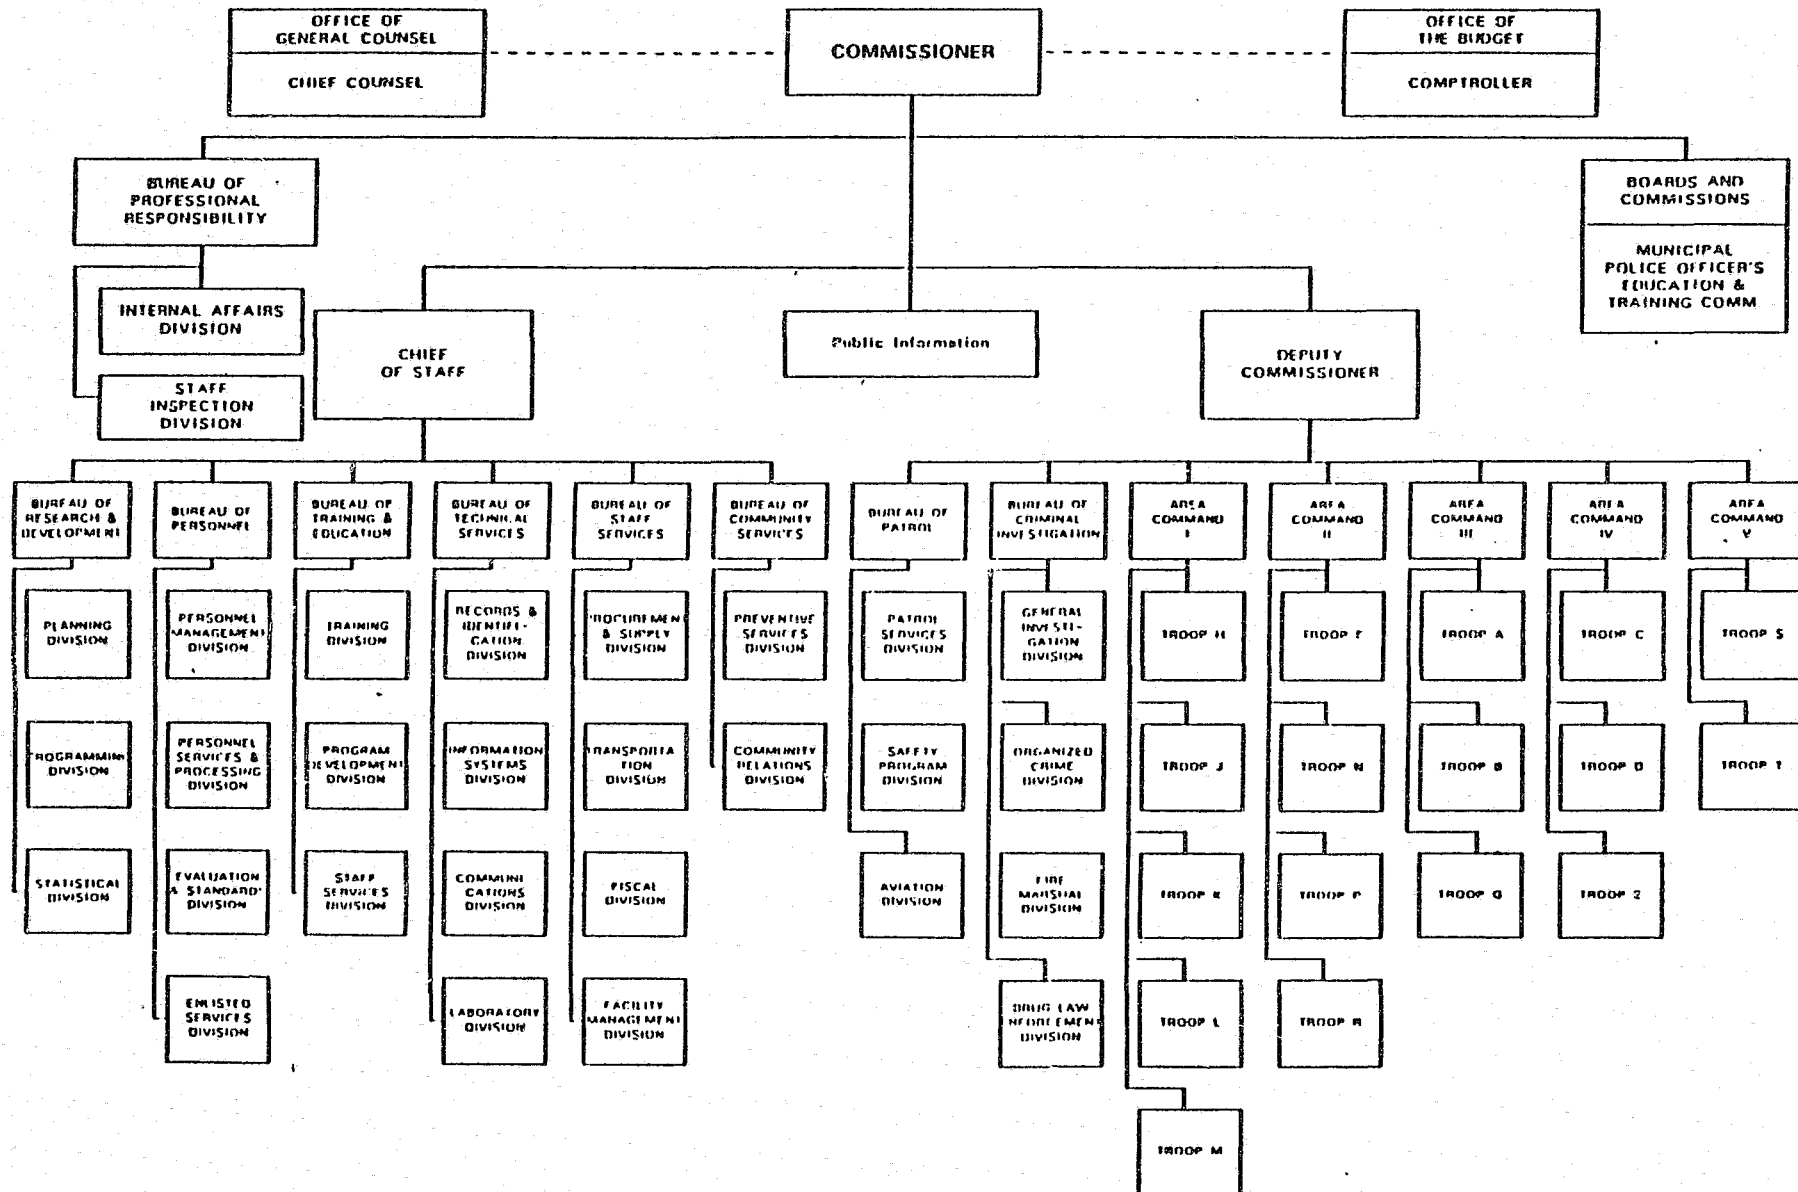 OFFICE OF
GENERAL COUNSEL
CHIEF COUNSEL
COMMISSIONER
OFFICE OF
THE BUDGET
COMPTROLLER
BUREAU OF
PROFESSIONAL
RESPONSIBILITY
BOARDS AND
COMMISSIONS
MUNICIPAL
POLICE OFFICER'S
EDUCATION &
TRAINING COMM.
INTERNAL AFFAIRS
DIVISION
STAFF
INSPECTION
DIVISION
CHIEF
OF STAFF
Public Information
DEPUTY
COMMISSIONER
BUREAU OF
RESEARCH &
DEVELOPMENT
BUREAU OF
PERSONNEL
BUREAU OF
TRAINING &
EDUCATION
BUREAU OF
TECHNICAL
SERVICES
BUREAU OF
STAFF
SERVICES
BUREAU OF
COMMUNITY
SERVICES
BUREAU OF
PATROL
BUREAU OF
CRIMINAL
INVESTIGATION
AREA
COMMAND
I
AREA
COMMAND
II
AREA
COMMAND
III
AREA
COMMAND
IV
AREA
COMMAND
V
PLANNING
DIVISION
PERSONNEL
MANAGEMENT
DIVISION
TRAINING
DIVISION
RECORDS &
IDENTIFI-
CATION
DIVISION
ROCUREMEN
& SUPPLY
DIVISION
PREVENTIVE
SERVICES
DIVISION
PATROL
SERVICES
DIVISION
GENERAL
INVESTI-
GATION
DIVISION
TROOP H
TROOP
TROOP A
TROOP C
TROOP S
ROGRAMMIN
DIVISION
PERSONNEL
SERVICES &
PROCESSING
DIVISION
PROGRAM
DEVELOPMENT
DIVISION
INFORMATION
SYSTEMS
DIVISION
TRANSPORTA
TION
DIVISION
COMMUNITY
RELATIONS
DIVISION
SAFETY
PROGRAM
DIVISION
ORGANIZED
CRIME
DIVISION
TROOP J
TROOP N
TROOP B
TROOP D
TROOP T
STATISTICAL
DIVISION
EVALUATION
& STANDARD
DIVISION
STAFF
SERVICES
DIVISION
COMMUNI
CATIONS
DIVISION
FISCAL
DIVISION
AVIATION
DIVISION
FIRE
MARSHAL
DIVISION
TROOP K
TROOP P
TROOP
TROOP
ENLISTED
SERVICES
DIVISION
LABORATORY
DIVISION
FACILITY
MANAGEMENT
DIVISION
DRUG LAW
NFORCEMEN
DIVISION
TROOP L
TROOP R
TROOP M